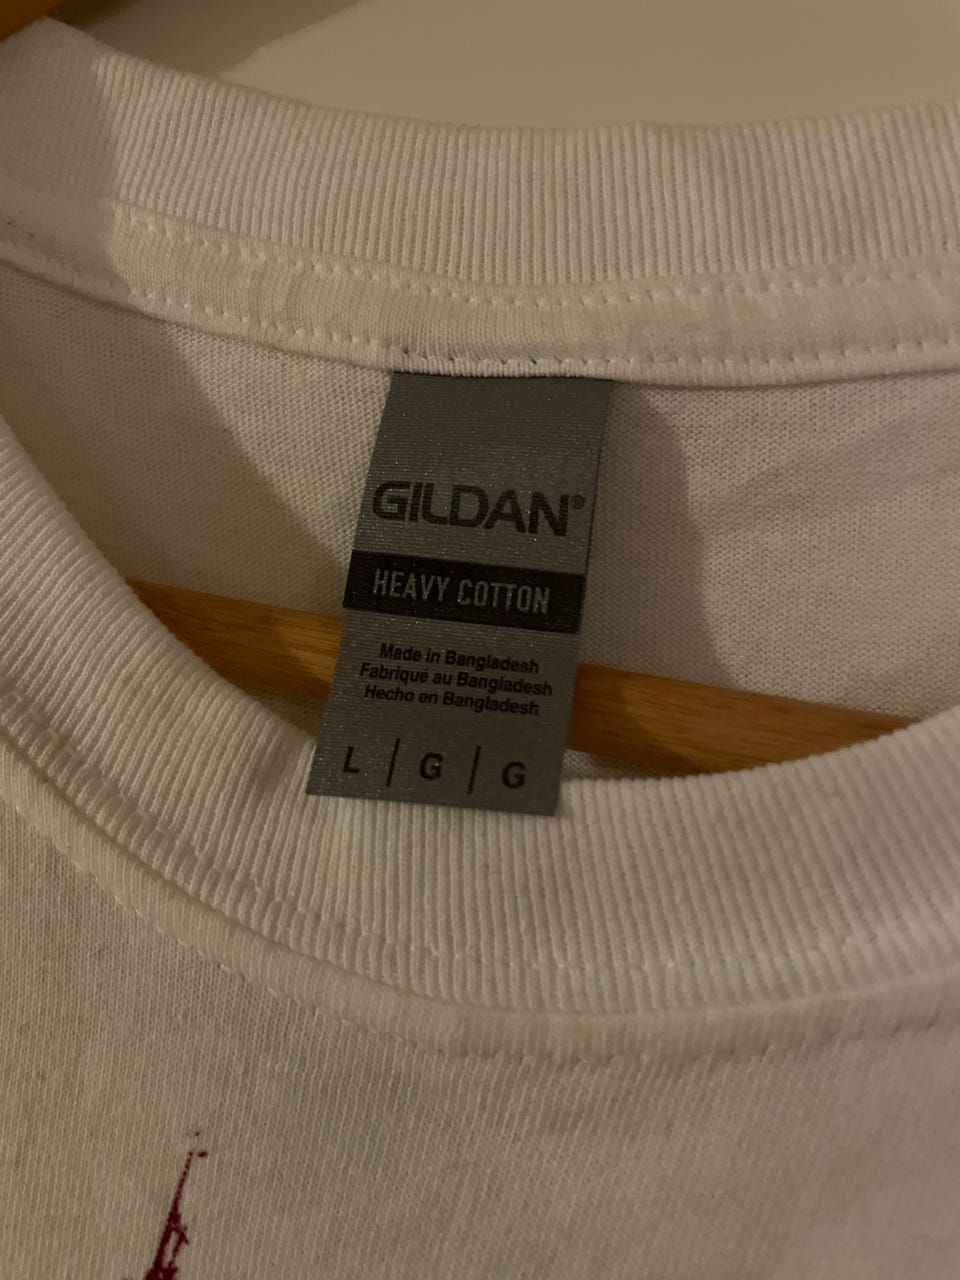 GILDAN®
HEAVY COTTON
Made in Bangladesh
Fabriqué au Bangladesh
Hecho en Bangladesh
L | G | G